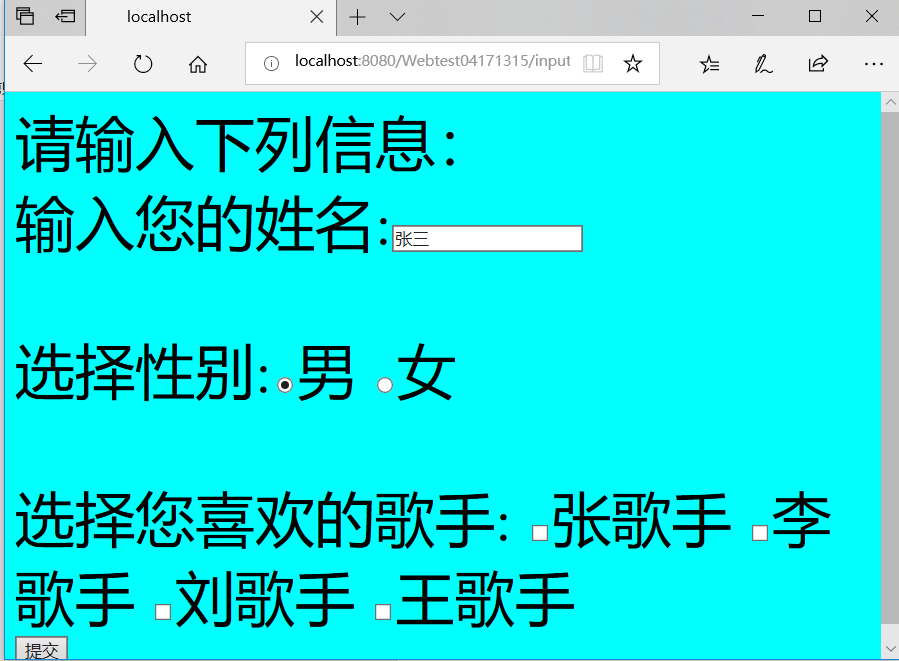 localhost
localhost:8080/Webtest04171315/input
请输入下列信息：
输入您的姓名:张三
选择性别: 男 女
选择您喜欢的歌手: 张歌手 李
歌手 刘歌手 王歌手
提交